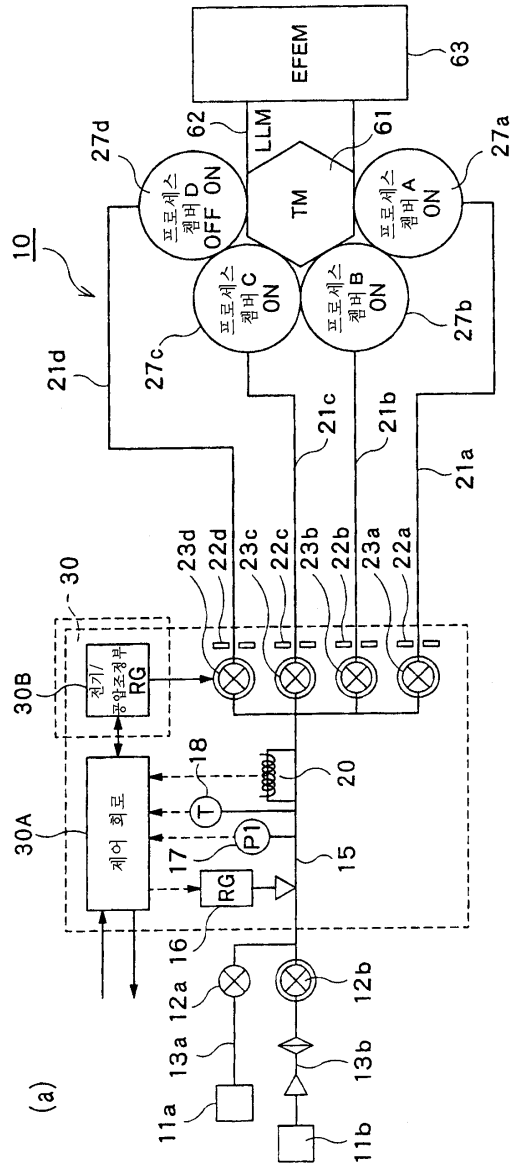 (a)
10
11a
11b
12a
12b
13a
13b
15
RG
16
P1
17
T
18
20
30
30A
제어 회로
30B
전기/
공압조정부
RG
23d
22d
23c
22c
23b
22b
23a
22a
21d
21c
21b
21a
27d
프로세스
챔버 D
OFF ON
27c
프로세스
챔버 C
ON
27b
프로세스
챔버 B
ON
27a
프로세스
챔버 A
ON
TM
61
62
LLM
EFEM
63